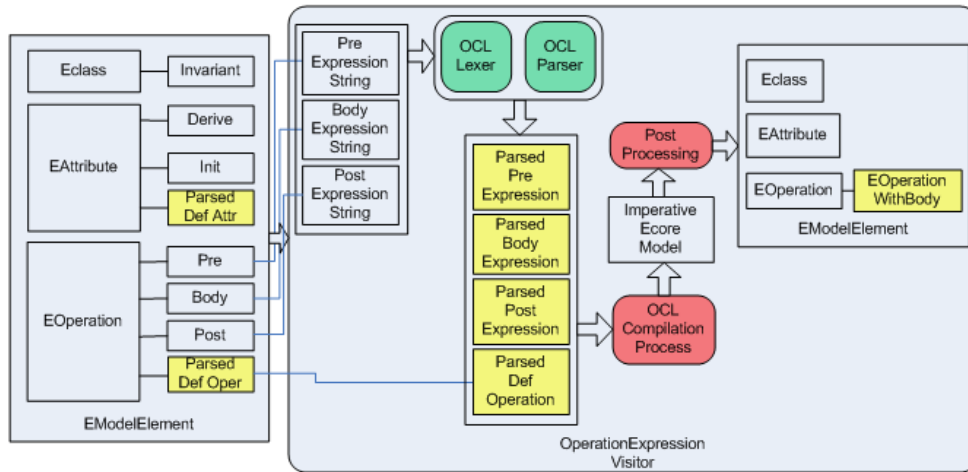 Eclass
Invariant
EAttribute
Derive
Init
Parsed
Def Attr
EOperation
Pre
Body
Post
Parsed
Def Oper
EModelElement
Pre
Expression
String
Body
Expression
String
Post
Expression
String
OCL
Lexer
OCL
Parser
Parsed
Pre
Expression
Parsed
Body
Expression
Parsed
Post
Expression
Parsed
Def
Operation
OCL
Compilation
Process
Imperative
Ecore
Model
Post
Processing
Eclass
EAttribute
EOperation
EOperation
WithBody
EModelElement
OperationExpression
Visitor